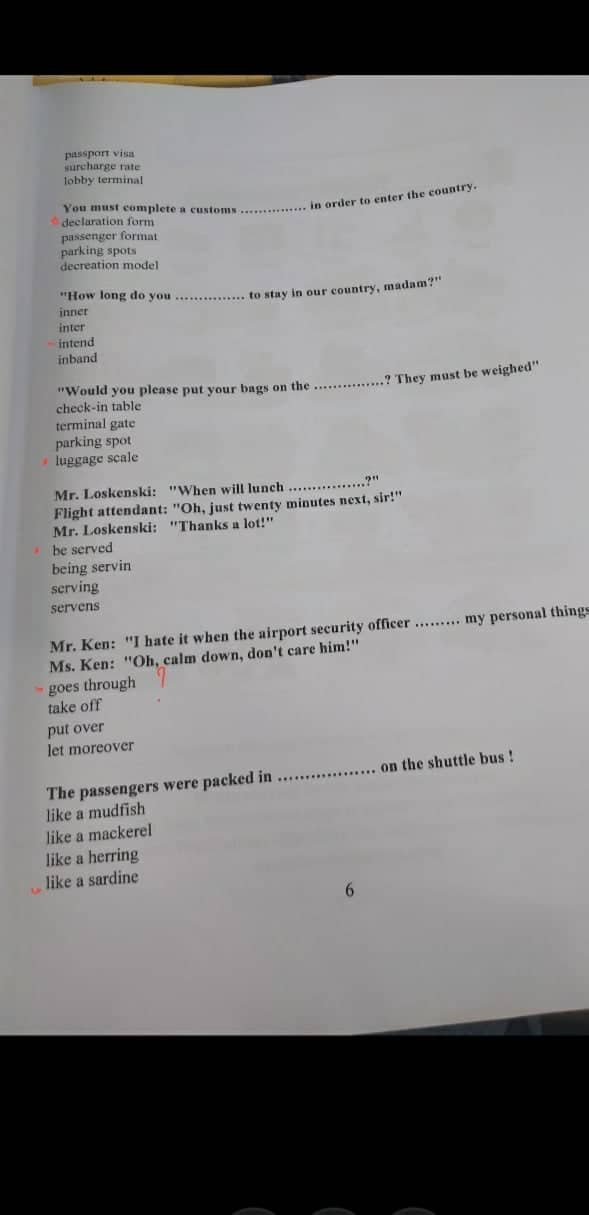 passport visa
surcharge rate
lobby terminal
You must complete a customs ............... in order to enter the country.
declaration form
passenger format
parking spots
decreation model
"How long do you ............... to stay in our country, madam?"
inner
inter
intend
inband
"Would you please put your bags on the ...............? They must be weighed"
check-in table
terminal gate
parking spot
luggage scale
Mr. Loskenski: "When will lunch ................?"
Flight attendant: "Oh, just twenty minutes next, sir!"
Mr. Loskenski: "Thanks a lot!"
be served
being servin
serving
servens
Mr. Ken: "I hate it when the airport security officer ......... my personal things
Ms. Ken: "Oh, calm down, don't care him!"
goes through ?
take off
put over
let moreover
The passengers were packed in .................. on the shuttle bus !
like a mudfish
like a mackerel
like a herring
like a sardine
6